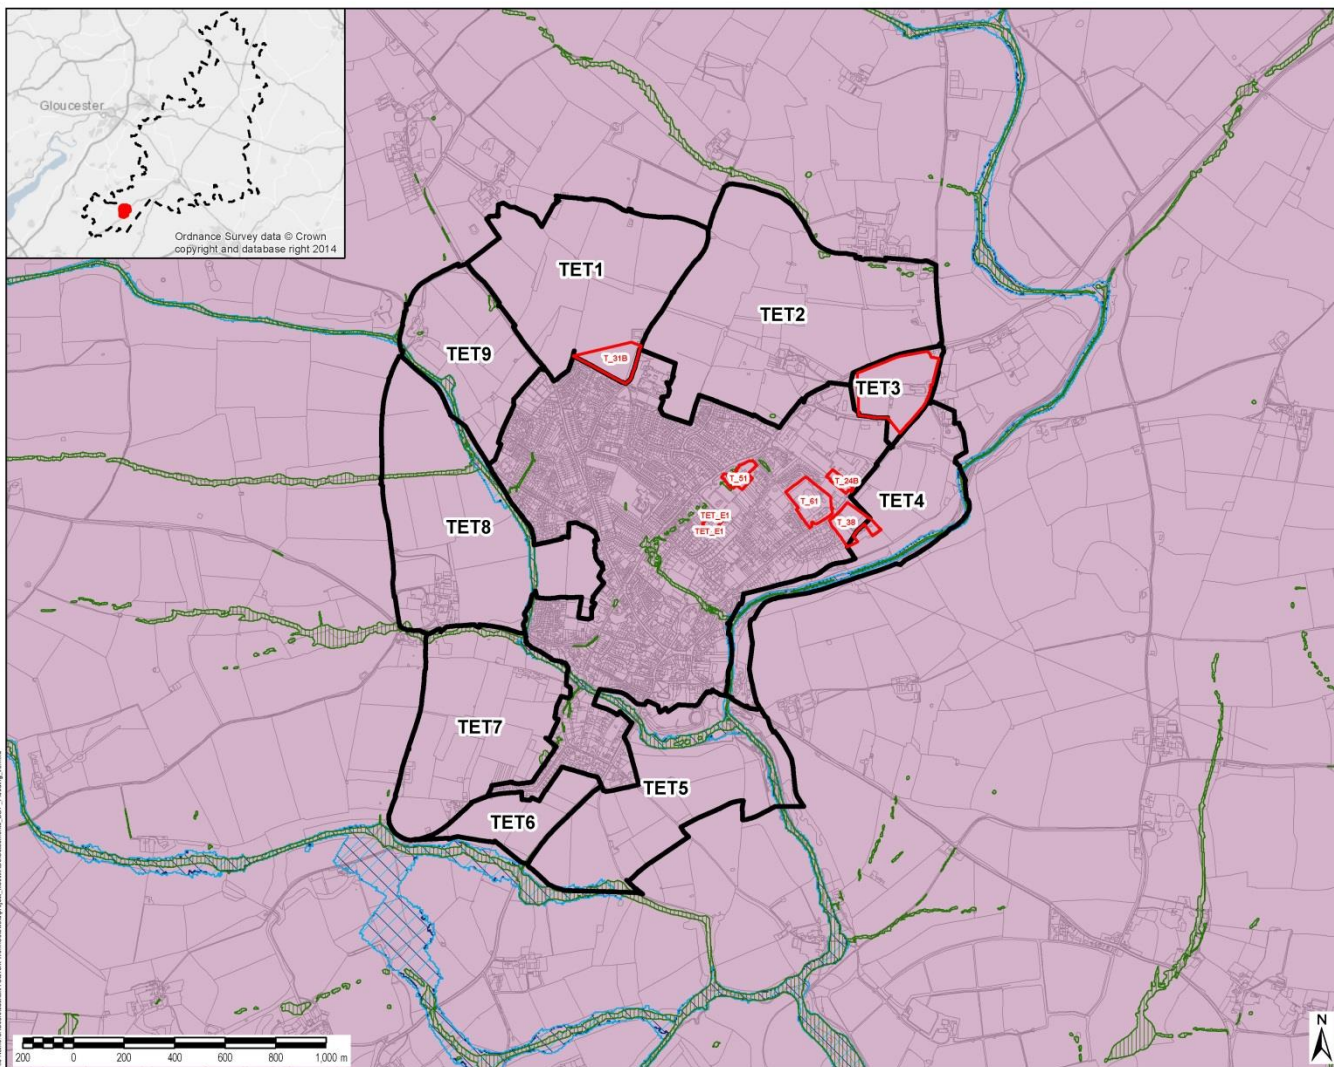 Gloucester
Ordnance Survey data © Crown
copyright and database right 2014
TET1
TET2
T_31B
TET9
TET3
T_51
T_24B
T_61
TET4
TET_E1
TET_E1
T_38
TET8
TET7
TET5
TET6
N
200 0 200 400 600 800 1,000 m